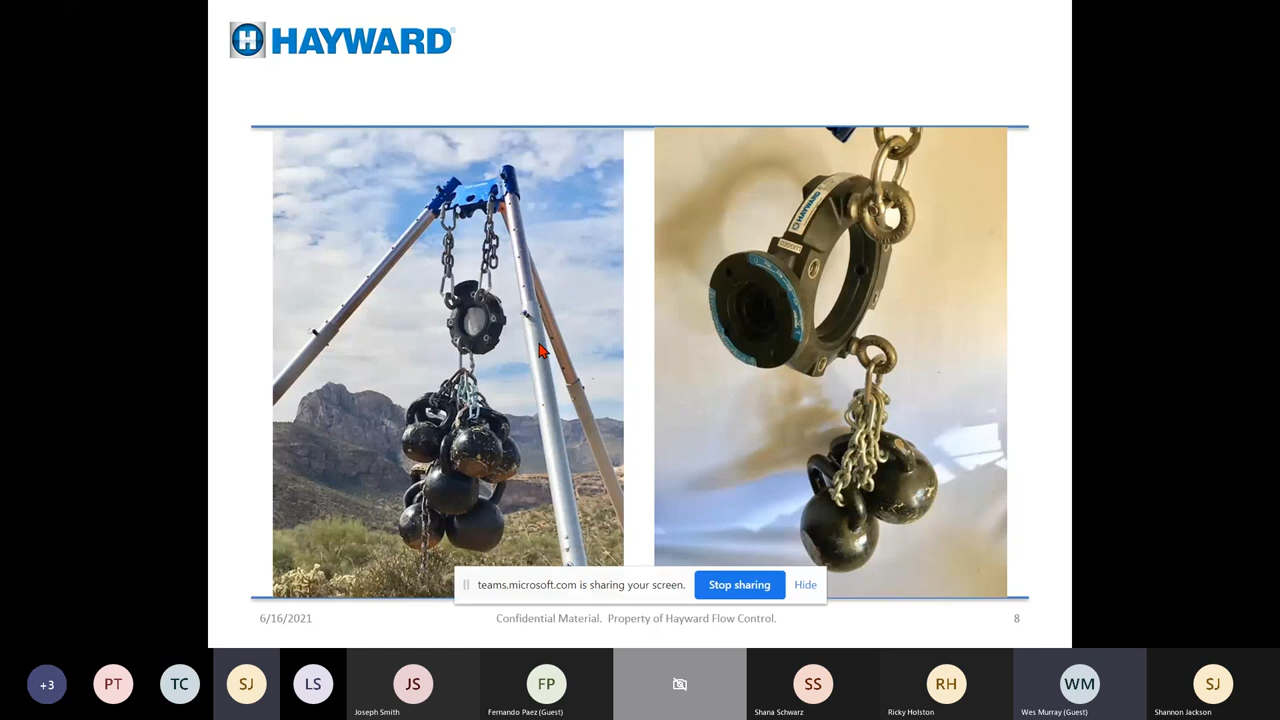 H HAYWARD®
HAYWARD
teams.microsoft.com is sharing your screen.
Stop sharing
Hide
6/16/2021
Confidential Material. Property of Hayward Flow Control.
8
+3
PT
TC
SJ
LS
JS
FP
SS
RH
WM
SJ
Joseph Smith
Fernando Paez (Guest)
Shana Schwarz
Ricky Holston
Wes Murray (Guest)
Shannon Jackson